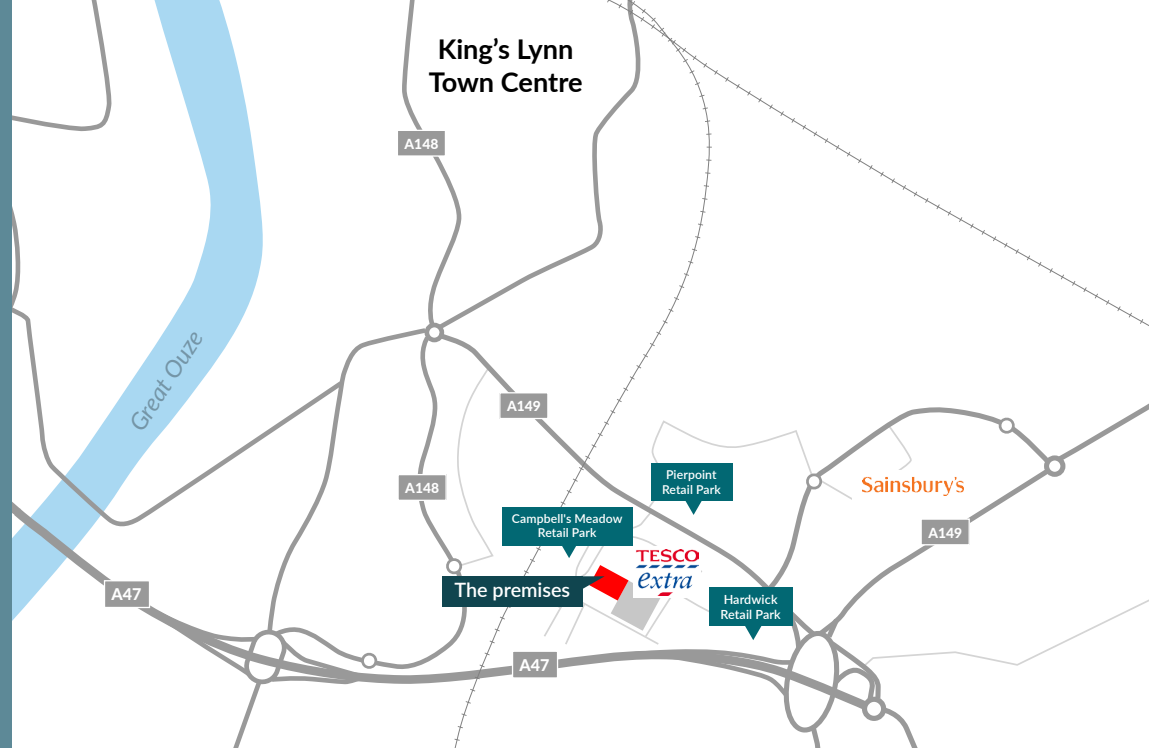 King’s Lynn
Town Centre
A148
Great Ouze
A149
A148
Pierpoint
Retail Park
Sainsbury's
Campbell's Meadow
Retail Park
A149
TESCO
extra
The premises
A47
Hardwick
Retail Park
A47